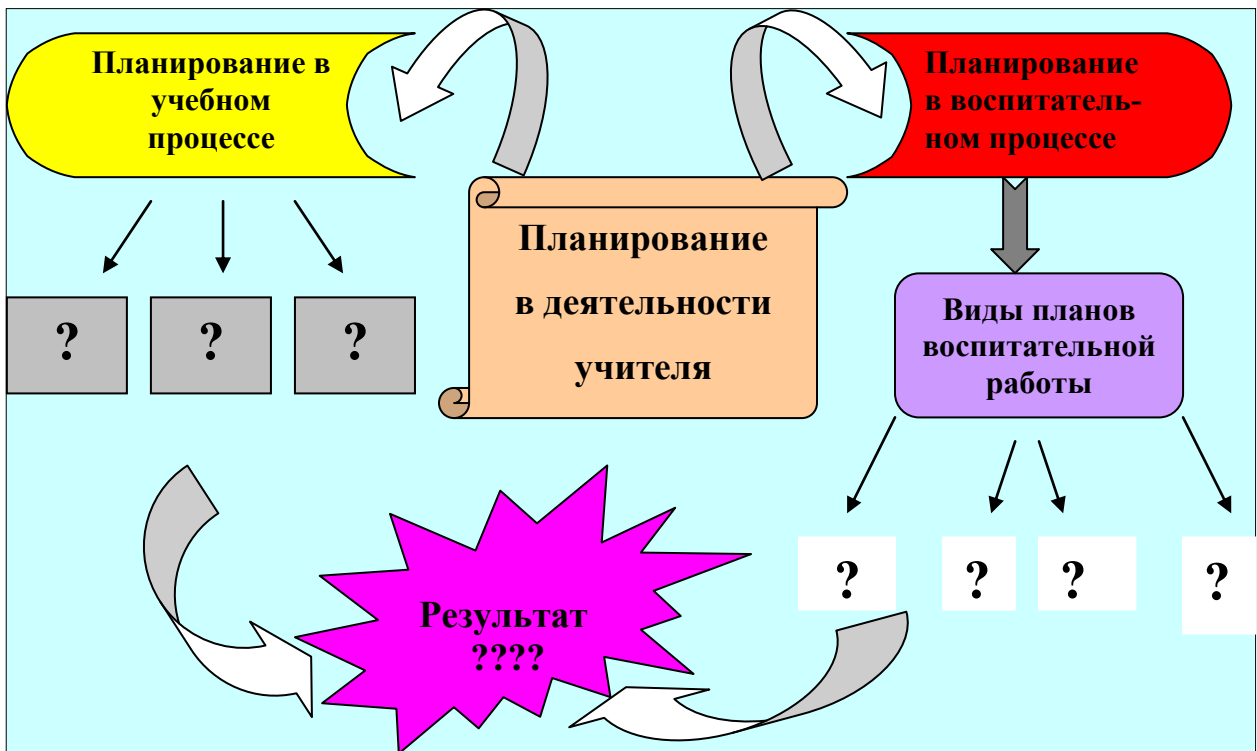 Планирование в
учебном
процессе
Планирование
в воспитатель-
ном процессе
Планирование
в деятельности
учителя
? ? ?
Виды планов
воспитательной
работы
? ? ? ?
Результат
????